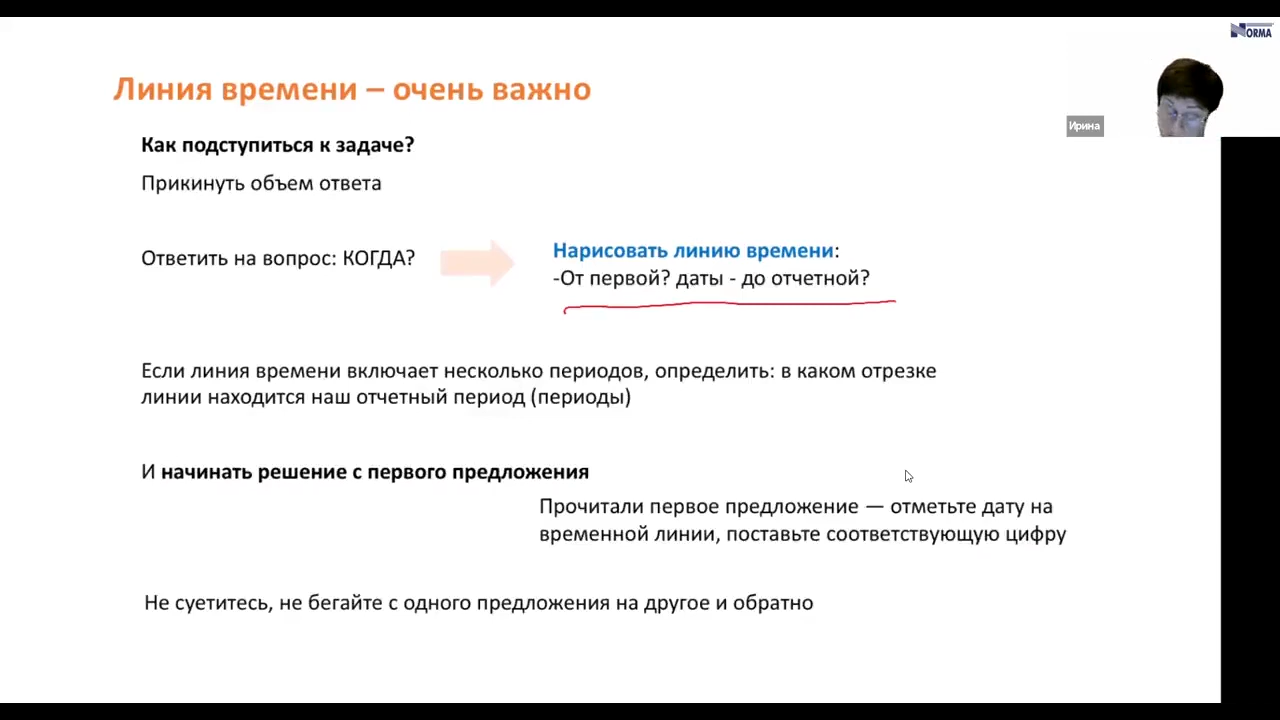 NORMA
Линия времени – очень важно
Ирина
Как подступиться к задаче?
Прикинуть объем ответа
Ответить на вопрос: КОГДА?
Нарисовать линию времени:
-От первой? даты - до отчетной?
Если линия времени включает несколько периодов, определить: в каком отрезке
линии находится наш отчетный период (периоды)
И начинать решение с первого предложения
Прочитали первое предложение — отметьте дату на
временной линии, поставьте соответствующую цифру
Не суетитесь, не бегайте с одного предложения на другое и обратно